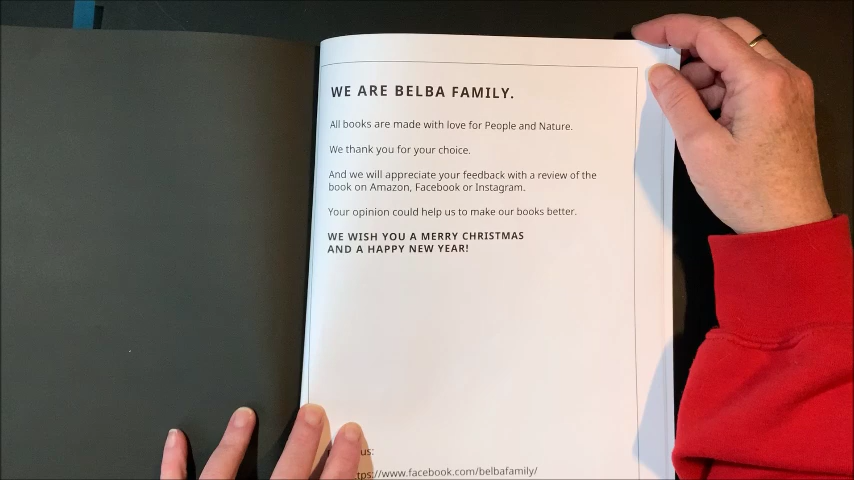 WE ARE BELBA FAMILY.
All books are made with love for People and Nature.
We thank you for your choice.
And we will appreciate your feedback with a review of the
book on Amazon, Facebook or Instagram.
Your opinion could help us to make our books better.
WE WISH YOU A MERRY CHRISTMAS
AND A HAPPY NEW YEAR!
us:
tps://www.facebook.com/belbafamily/